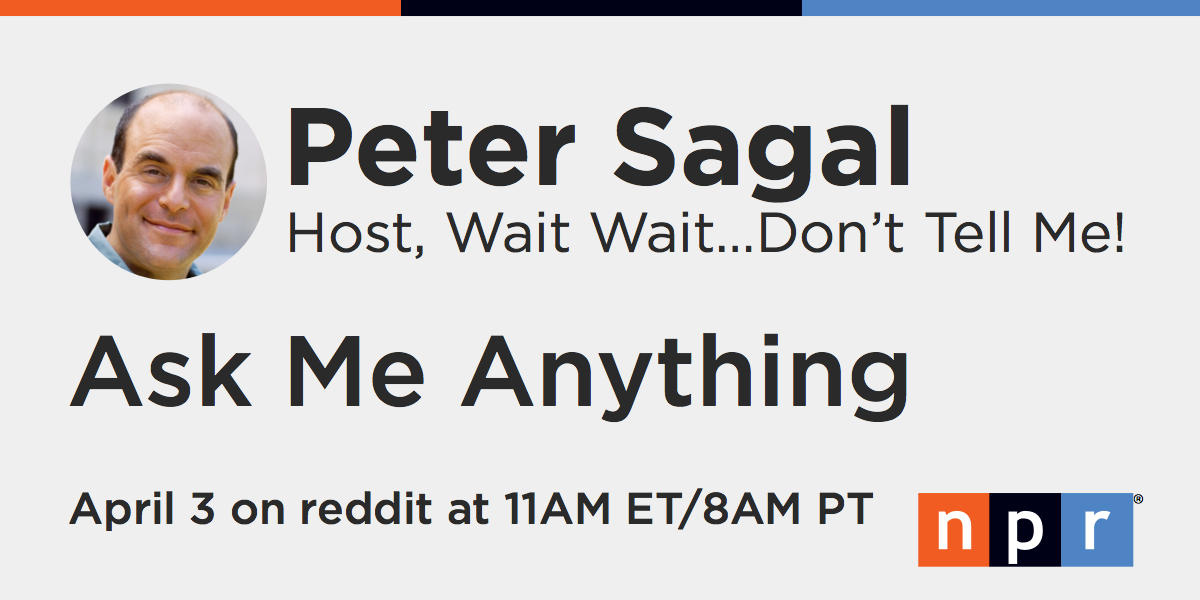 Peter Sagal
Host, Wait Wait...Don’t Tell Me!
Ask Me Anything
April 3 on reddit at 11AM ET/8AM PT
npr®